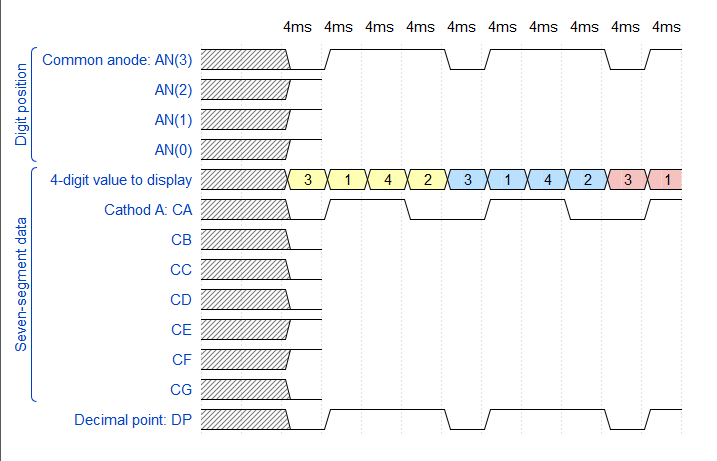 4ms 4ms 4ms 4ms 4ms 4ms 4ms 4ms 4ms 4ms
Digit position
Common anode: AN(3)
AN(2)
AN(1)
AN(0)
Seven-segment data
4-digit value to display 3 1 4 2 3 1 4 2 3 1
Cathod A: CA
CB
CC
CD
CE
CF
CG
Decimal point: DP